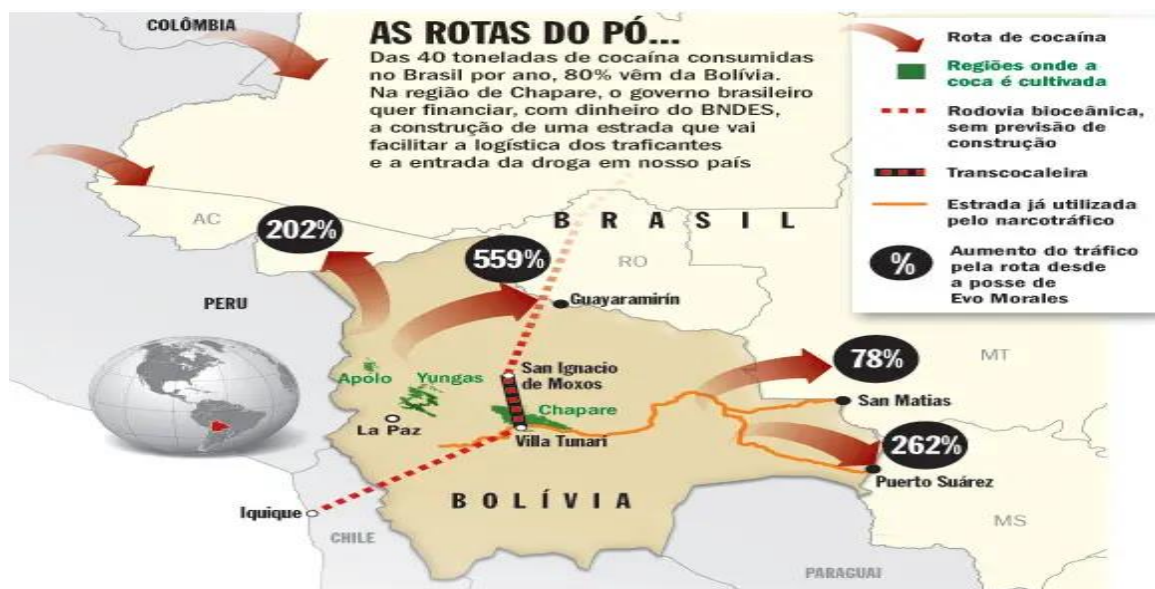 COLÔMBIA
AS ROTAS DO PÓ...
Das 40 toneladas de cocaína consumidas
no Brasil por ano, 80% vêm da Bolívia.
Na região de Chapare, o governo brasileiro
quer financiar, com dinheiro do BNDES,
a construção de uma estrada que vai
facilitar a logística dos traficantes
e a entrada da droga em nosso país
Rota de cocaína
Regiões onde a
coca é cultivada
Rodovia bioceânica,
sem previsão de
construção
Transcocaleira
Estrada já utilizada
pelo narcotráfico
%
Aumento do tráfico
pela rota desde
a posse de
Evo Morales
AC
202%
BRASIL
559%
RO
PERU
Guayaramirín
78%
MT
San Ignacio
de Moxos
Apolo
Yungas
San Matias
Chapare
La Paz
Villa Tunari
262%
Puerto Suárez
BOLÍVIA
Iquique
MS
CHILE
PARAGUAI